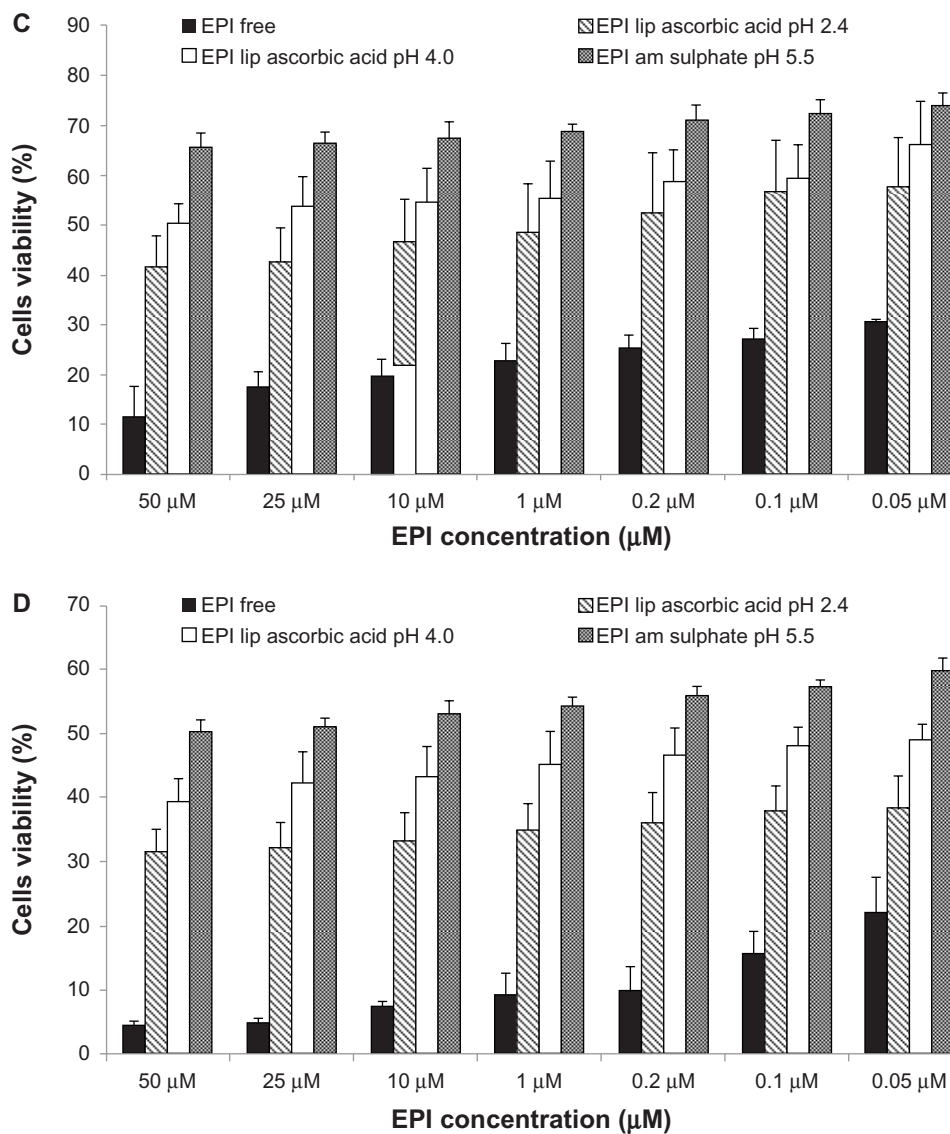 C
EPI free
EPI lip ascorbic acid pH 2.4
EPI lip ascorbic acid pH 4.0
EPI am sulphate pH 5.5
Cells viability (%)
90
80
70
60
50
40
30
20
10
0
50 μM 25 μM 10 μM 1 μM 0.2 μM 0.1 μM 0.05 μM
EPI concentration (μM)
D
EPI free
EPI lip ascorbic acid pH 2.4
EPI lip ascorbic acid pH 4.0
EPI am sulphate pH 5.5
Cells viability (%)
70
60
50
40
30
20
10
0
50 μM 25 μM 10 μM 1 μM 0.2 μM 0.1 μM 0.05 μM
EPI concentration (μM)